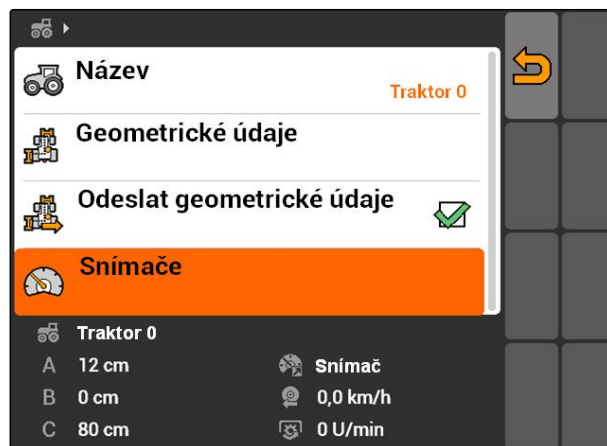 Název
Traktor 0
Geometrické údaje
Odeslat geometrické údaje
Snímače
Traktor 0
A 12 cm Snímač
B 0 cm 0,0 km/h
C 80 cm 0 U/min